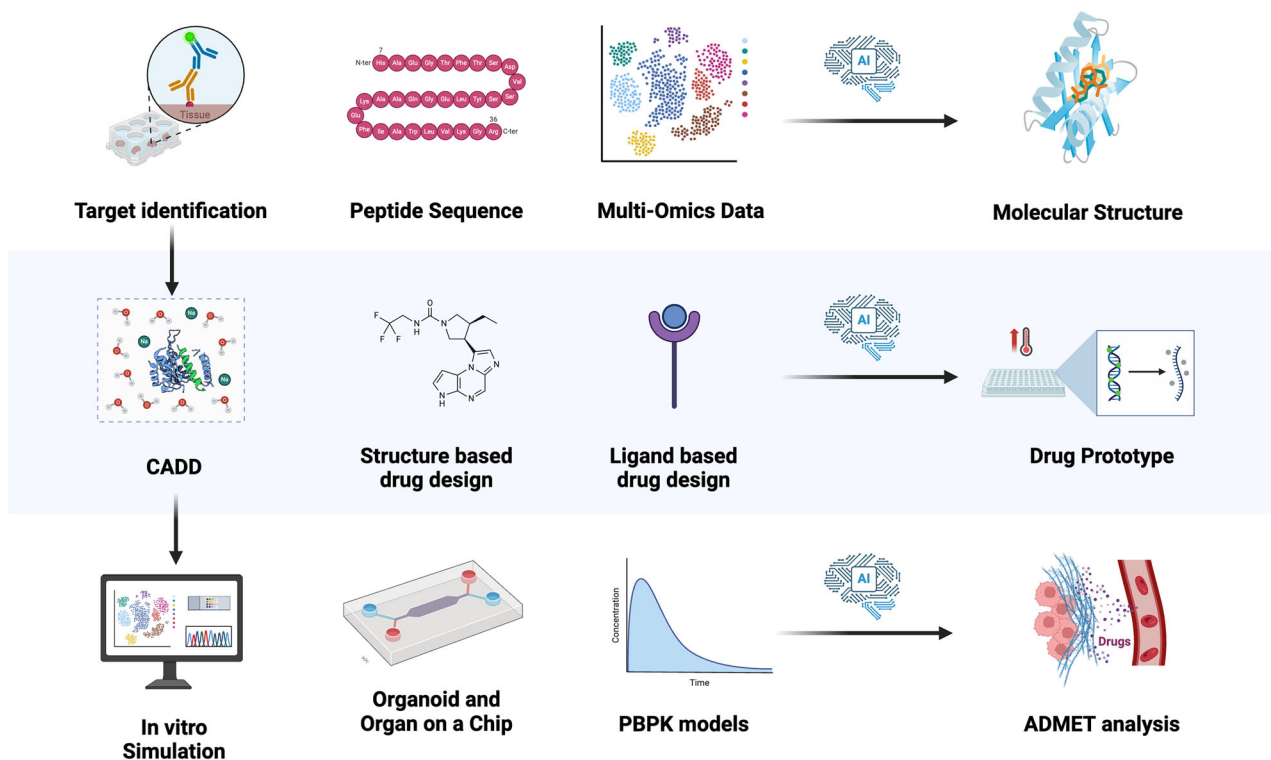 Tissue
7
N-ter His Ala Glu Gly Thr Phe Thr Ser Asp
Val
Lys Ala Ala Gln Gly Glu Leu Tyr Ser Ser
Glu
36
Phe Ile Ala Trp Leu Val Lys Gly Arg C-ter
AI
Target identification
Peptide Sequence
Multi-Omics Data
Molecular Structure
Na
O O
Na
O O
O
Na
O O O
O
F
N
H
N
F
F F
N
N
N
H
N
AI
CADD
Structure based
drug design
Ligand based
drug design
Drug Prototype
Concentration
Time
AI
Drugs
In vitro
Simulation
Organoid and
Organ on a Chip
PBPK models
ADMET analysis